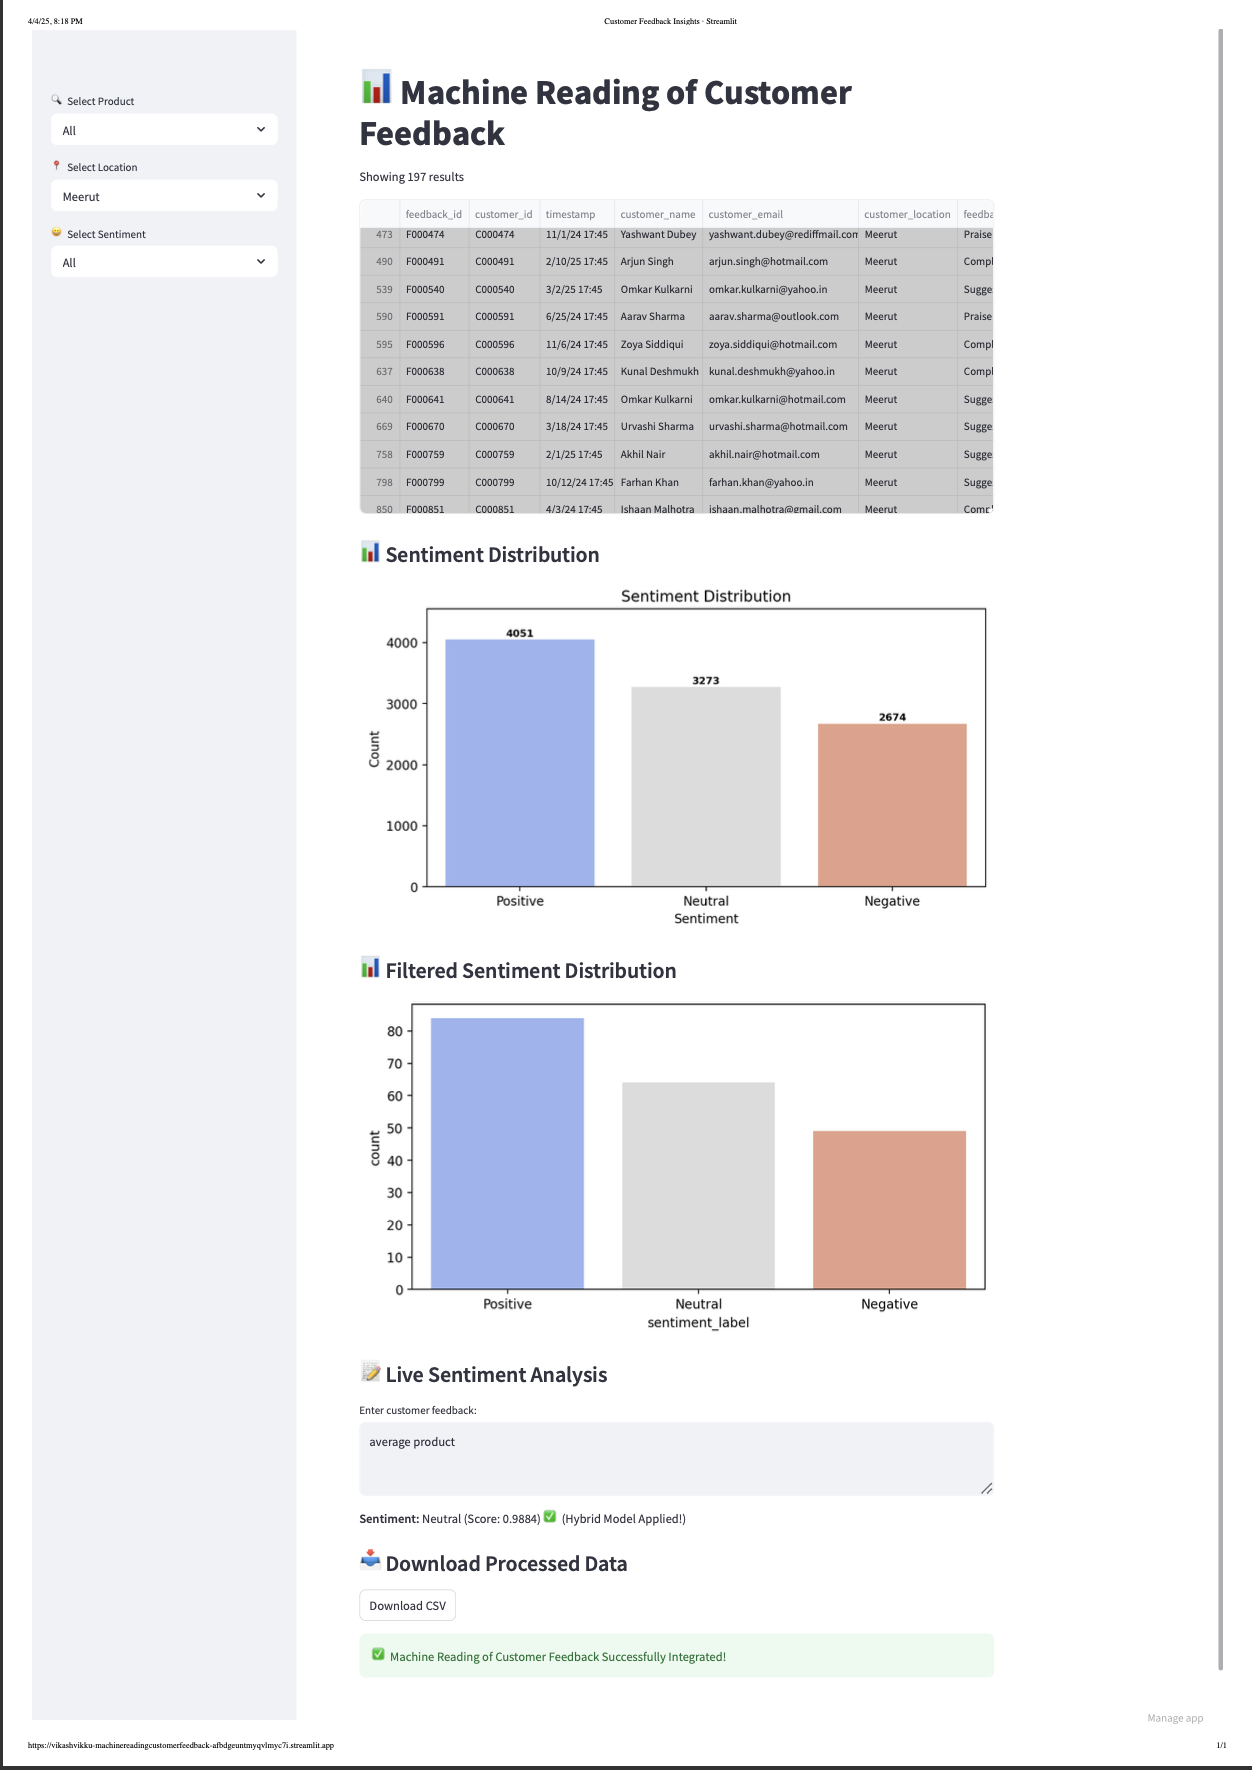 4/4/25, 8:18 PM
Customer Feedback Insights · Streamlit
Select Product
All
Select Location
Meerut
Select Sentiment
All
Machine Reading of Customer
Feedback
Showing 197 results
feedback_id customer_id timestamp customer_name customer_email customer_location feedba
473 F000474 C000474 11/1/24 17:45 Yashwant Dubey yashwant.dubey@rediffmail.com Meerut Praise
490 F000491 C000491 2/10/25 17:45 Arjun Singh arjun.singh@hotmail.com Meerut Compl
539 F000540 C000540 3/2/25 17:45 Omkar Kulkarni omkar.kulkarni@yahoo.in Meerut Sugge
590 F000591 C000591 6/25/24 17:45 Aarav Sharma aarav.sharma@outlook.com Meerut Praise
595 F000596 C000596 11/6/24 17:45 Zoya Siddiqui zoya.siddiqui@hotmail.com Meerut Compl
637 F000638 C000638 10/9/24 17:45 Kunal Deshmukh kunal.deshmukh@yahoo.in Meerut Compl
640 F000641 C000641 8/14/24 17:45 Omkar Kulkarni omkar.kulkarni@hotmail.com Meerut Sugge
669 F000670 C000670 3/18/24 17:45 Urvashi Sharma urvashi.sharma@hotmail.com Meerut Sugge
758 F000759 C000759 2/1/25 17:45 Akhil Nair akhil.nair@hotmail.com Meerut Sugge
798 F000799 C000799 10/12/24 17:45 Farhan Khan farhan.khan@yahoo.in Meerut Sugge
850 F000851 C000851 4/3/24 17:45 Ishaan Malhotra ishaan.malhotra@gmail.com Meerut Comp
Sentiment Distribution
Sentiment Distribution
4051
3273
2674
4000
3000
2000
1000
0
Count
Positive Neutral Negative
Sentiment
Filtered Sentiment Distribution
80
70
60
50
40
30
20
10
0
count
Positive Neutral Negative
sentiment_label
Live Sentiment Analysis
Enter customer feedback:
average product
Sentiment: Neutral (Score: 0.9884) ✅ (Hybrid Model Applied!)
Download Processed Data
Download CSV
✅ Machine Reading of Customer Feedback Successfully Integrated!
Manage app
https://vikashvikku-machinereadingcustomerfeedback-afbdgeuntmyqvlmyc7i.streamlit.app
1/1